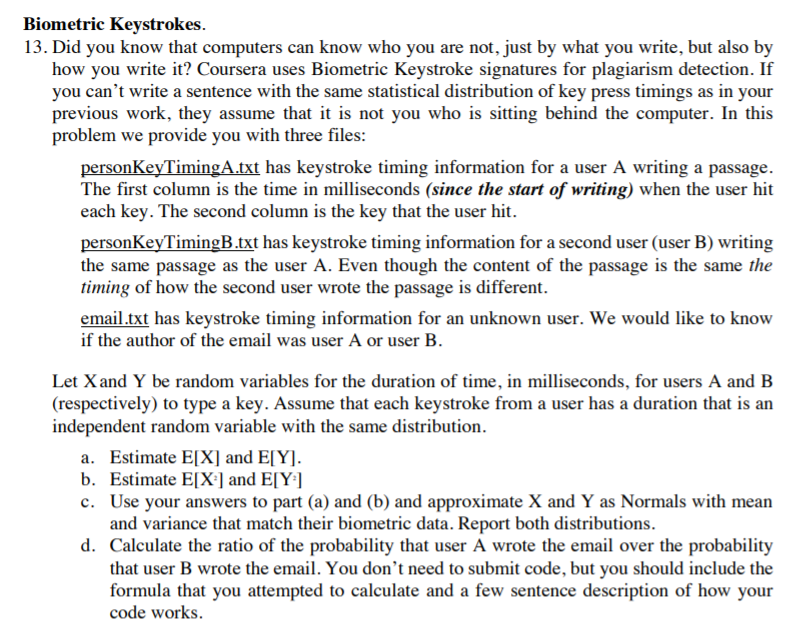 Biometric Keystrokes.
13. Did you know that computers can know who you are not, just by what you write, but also by
how you write it? Coursera uses Biometric Keystroke signatures for plagiarism detection. If
you can't write a sentence with the same statistical distribution of key press timings as in your
previous work, they assume that it is not you who is sitting behind the computer. In this
problem we provide you with three files:
personKeyTimingA.txt has keystroke timing information for a user A writing a passage.
The first column is the time in milliseconds (since the start of writing) when the user hit
each key. The second column is the key that the user hit.
personKeyTimingB.txt has keystroke timing information for a second user (user B) writing
the same passage as the user A. Even though the content of the passage is the same the
timing of how the second user wrote the passage is different.
email.txt has keystroke timing information for an unknown user. We would like to know
if the author of the email was user A or user B.
Let X and Y be random variables for the duration of time, in milliseconds, for users A and B
(respectively) to type a key. Assume that each keystroke from a user has a duration that is an
independent random variable with the same distribution.
a. Estimate E[X] and E[Y].
b. Estimate E[X²] and E[Y²]
c. Use your answers to part (a) and (b) and approximate X and Y as Normals with mean
and variance that match their biometric data. Report both distributions.
d. Calculate the ratio of the probability that user A wrote the email over the probability
that user B wrote the email. You don't need to submit code, but you should include the
formula that you attempted to calculate and a few sentence description of how your
code works.